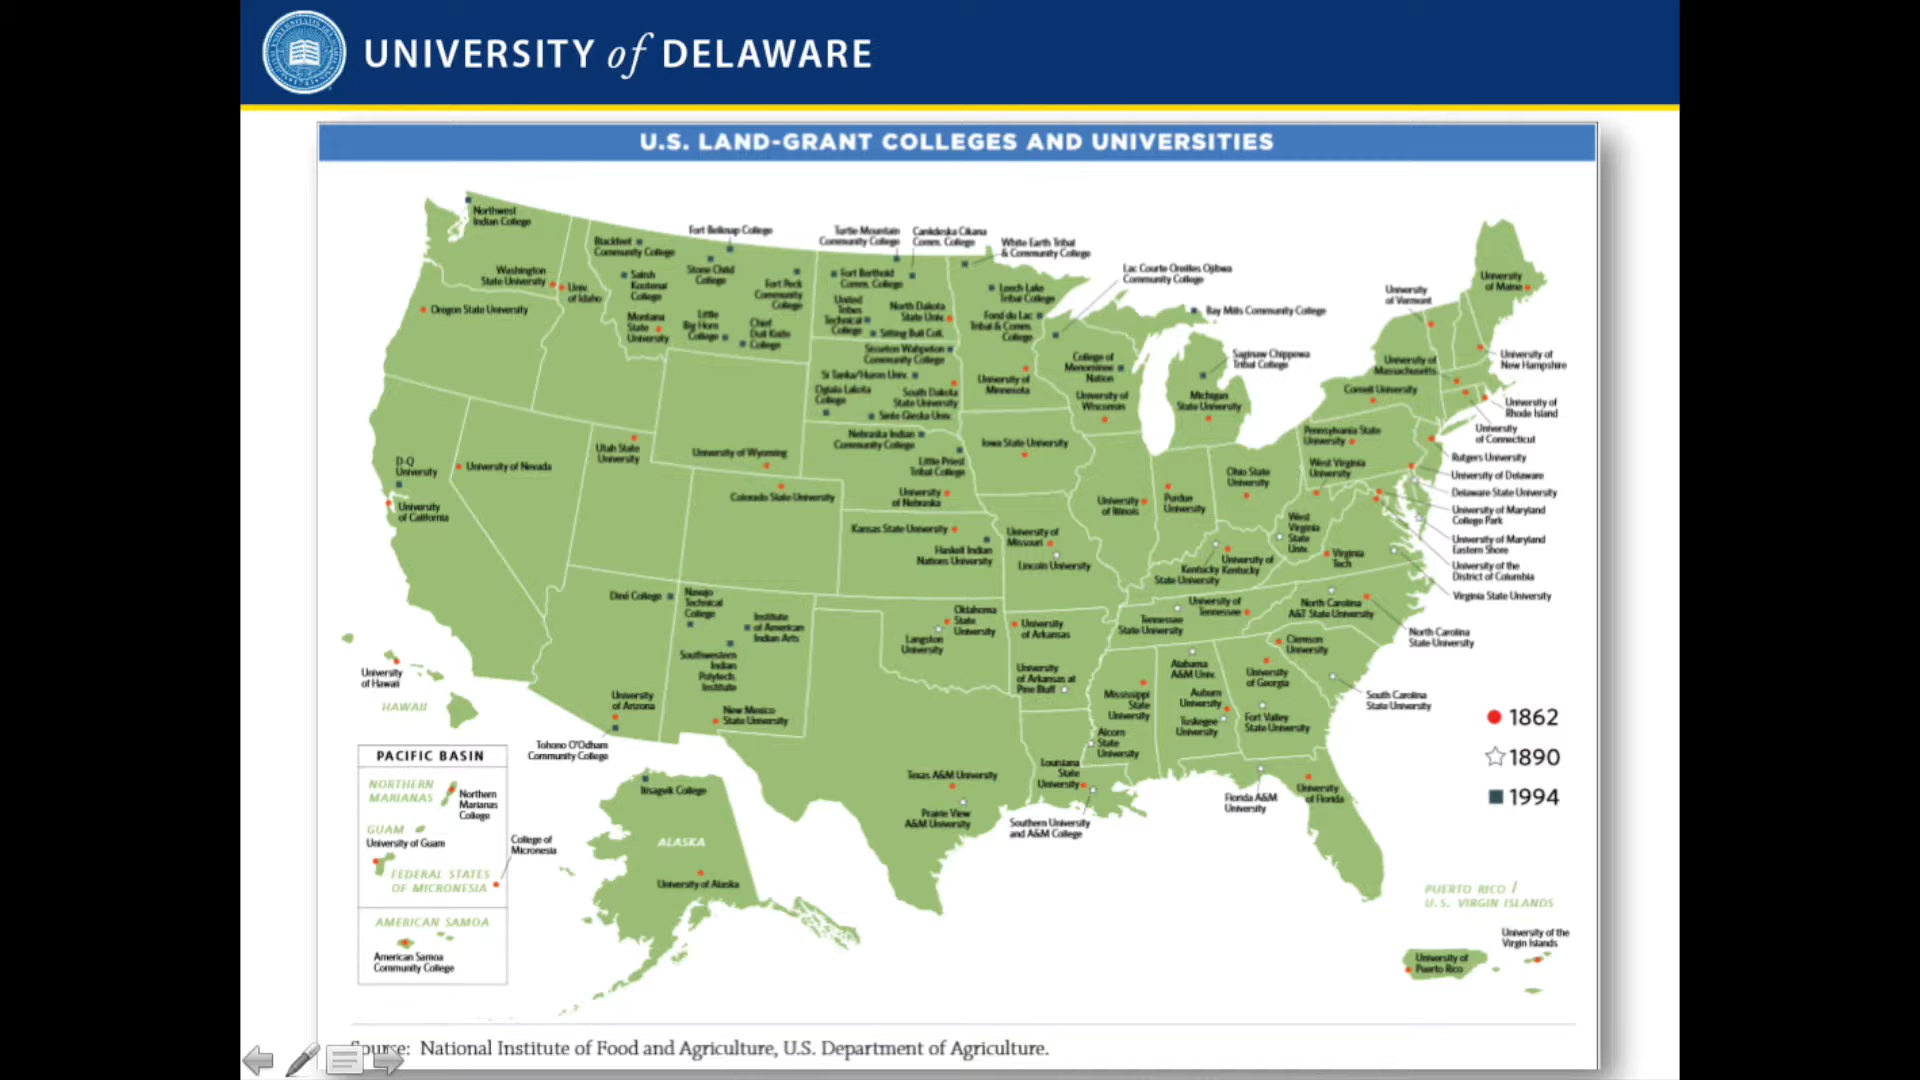 UNIVERSITY of DELAWARE
U.S. LAND-GRANT COLLEGES AND UNIVERSITIES
Northwest
Indian College
Washington
State University
Univ.
of Idaho
Oregon State University
Blackfeet
Community College
Salish
Kootenai
College
Montana
State
University
Fort Belknap College
Stone Child
College
Fort Peck
Community
College
Little
Big Horn
College
Chief
Dull Knife
College
Turtle Mountain
Community College
Cankdeska Cikana
Comm. College
Fort Berthold
Comm. College
United
Tribes
Technical
College
North Dakota
State Univ.
Sitting Bull Coll.
White Earth Tribal
& Community College
Leech Lake
Tribal College
Fond du Lac
Tribal & Comm.
College
Lac Courte Oreilles Ojibwa
Community College
Bay Mills Community College
Saginaw Chippewa
Tribal College
Sisseton Wahpeton
Community College
Si Tanka/Huron Univ.
Oglala Lakota
College
South Dakota
State University
Sinte Gleska Univ.
University of
Minnesota
College of
Menominee
Nation
University of
Wisconsin
Michigan
State University
Nebraska Indian
Community College
Little Priest
Tribal College
University
of Nebraska
Iowa State University
University
of Vermont
University
of Maine
University of
New Hampshire
University of
Massachusetts
Cornell University
University of
Rhode Island
University
of Connecticut
Pennsylvania State
University
Rutgers University
University of Delaware
Delaware State University
University of Maryland
College Park
University of Maryland
Eastern Shore
University of the
District of Columbia
Virginia State University
D-Q
University
University
of California
University of Nevada
Utah State
University
University of Wyoming
Colorado State University
Kansas State University
Haskell Indian
Nations University
University of
Missouri
Lincoln University
University
of Illinois
Purdue
University
Ohio State
University
West Virginia
University
West
Virginia
State
Univ.
Virginia
Tech
University of
Kentucky
Kentucky
State University
Diné College
Navajo
Technical
College
Institute
of American
Indian Arts
Southwestern
Indian
Polytech.
Institute
University
of Arizona
New Mexico
State University
Tohono O'Odham
Community College
Oklahoma
State
University
Langston
University
University
of Arkansas
University
of Arkansas at
Pine Bluff
University of
Tennessee
Tennessee
State University
North Carolina
A&T State University
North Carolina
State University
Clemson
University
South Carolina
State University
Alabama
A&M Univ.
Auburn
University
Tuskegee
University
University
of Georgia
Fort Valley
State University
Mississippi
State
University
Alcorn
State
University
Louisiana
State
University
Southern University
and A&M College
Texas A&M University
Prairie View
A&M University
Florida A&M
University
University
of Florida
University
of Hawaii
HAWAII
1862
1890
1994
PACIFIC BASIN
NORTHERN
MARIANAS
Northern
Marianas
College
GUAM
University of Guam
College of
Micronesia
FEDERAL STATES
OF MICRONESIA
AMERICAN SAMOA
American Samoa
Community College
Ilisagvik College
ALASKA
University of Alaska
PUERTO RICO /
U.S. VIRGIN ISLANDS
University of the
Virgin Islands
University of
Puerto Rico
Source: National Institute of Food and Agriculture, U.S. Department of Agriculture.